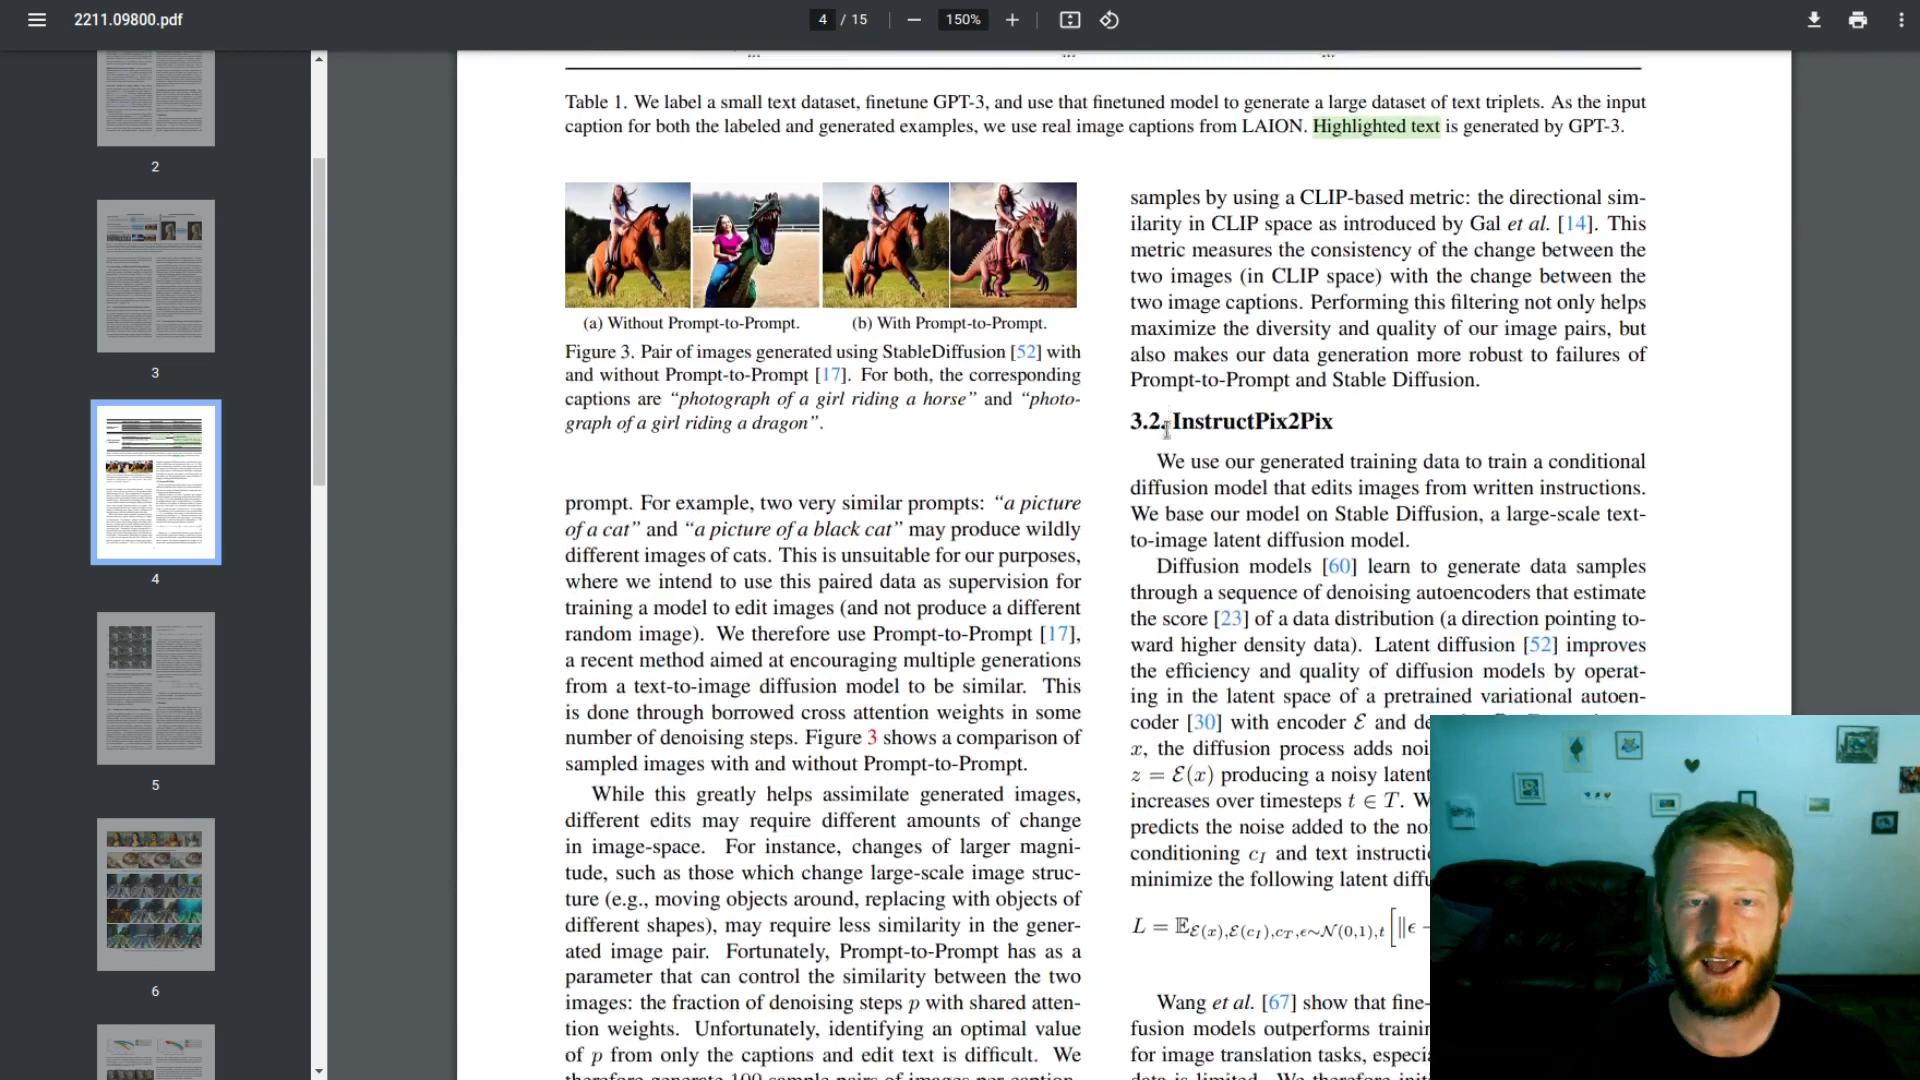 2211.09800.pdf
4 / 15
150%
2
3
4
5
6
Table 1. We label a small text dataset, finetune GPT-3, and use that finetuned model to generate a large dataset of text triplets. As the input
caption for both the labeled and generated examples, we use real image captions from LAION. Highlighted text is generated by GPT-3.
(a) Without Prompt-to-Prompt.
(b) With Prompt-to-Prompt.
Figure 3. Pair of images generated using StableDiffusion [52] with
and without Prompt-to-Prompt [17]. For both, the corresponding
captions are “photograph of a girl riding a horse” and “photo-
graph of a girl riding a dragon”.
prompt. For example, two very similar prompts: “a picture
of a cat” and “a picture of a black cat” may produce wildly
different images of cats. This is unsuitable for our purposes,
where we intend to use this paired data as supervision for
training a model to edit images (and not produce a different
random image). We therefore use Prompt-to-Prompt [17],
a recent method aimed at encouraging multiple generations
from a text-to-image diffusion model to be similar. This
is done through borrowed cross attention weights in some
number of denoising steps. Figure 3 shows a comparison of
sampled images with and without Prompt-to-Prompt.
While this greatly helps assimilate generated images,
different edits may require different amounts of change
in image-space. For instance, changes of larger magni-
tude, such as those which change large-scale image struc-
ture (e.g., moving objects around, replacing with objects of
different shapes), may require less similarity in the gener-
ated image pair. Fortunately, Prompt-to-Prompt has as a
parameter that can control the similarity between the two
images: the fraction of denoising steps p with shared atten-
tion weights. Unfortunately, identifying an optimal value
of p from only the captions and edit text is difficult. We
therefore generate 100 sample pairs of images per caption-
samples by using a CLIP-based metric: the directional sim-
ilarity in CLIP space as introduced by Gal et al. [14]. This
metric measures the consistency of the change between the
two images (in CLIP space) with the change between the
two image captions. Performing this filtering not only helps
maximize the diversity and quality of our image pairs, but
also makes our data generation more robust to failures of
Prompt-to-Prompt and Stable Diffusion.
3.2. InstructPix2Pix
We use our generated training data to train a conditional
diffusion model that edits images from written instructions.
We base our model on Stable Diffusion, a large-scale text-
to-image latent diffusion model.
Diffusion models [60] learn to generate data samples
through a sequence of denoising autoencoders that estimate
the score [23] of a data distribution (a direction pointing to-
ward higher density data). Latent diffusion [52] improves
the efficiency and quality of diffusion models by operat-
ing in the latent space of a pretrained variational autoen-
coder [30] with encoder ℰ and de
x, the diffusion process adds noi
z = ℰ(x) producing a noisy latent
increases over timesteps t ∈ T. W
predicts the noise added to the no
conditioning c_I and text instructi
minimize the following latent diff
L = 𝔼_{ℰ(x),ℰ(c_I),c_T,ϵ∼𝒩(0,1),t} [‖ϵ −
Wang et al. [67] show that fine-
fusion models outperforms traini
for image translation tasks, especi